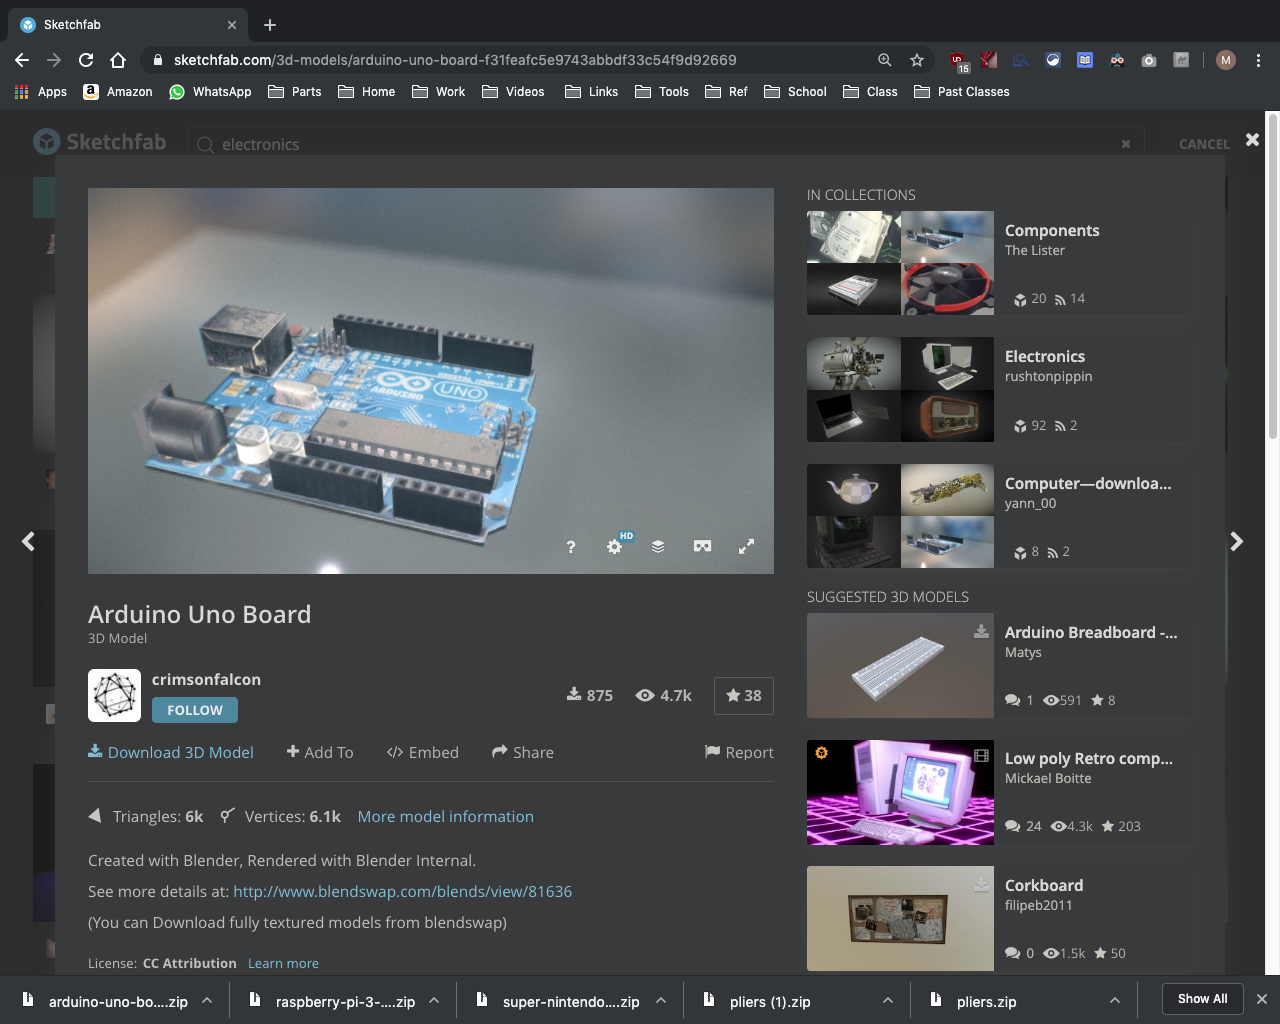 Sketchfab
sketchfab.com/3d-models/arduino-uno-board-f31feafc5e9743abbdf33c54f9d92669
15
M
Apps Amazon WhatsApp Parts Home Work Videos Links Tools Ref School Class Past Classes
Sketchfab
electronics
CANCEL
ARDUINO
UNO
HD
Arduino Uno Board
3D Model
crimsonfalcon
FOLLOW
875 4.7k 38
Download 3D Model Add To Embed Share Report
Triangles: 6k Vertices: 6.1k More model information
Created with Blender, Rendered with Blender Internal.
See more details at: http://www.blendswap.com/blends/view/81636
(You can Download fully textured models from blendswap)
License: CC Attribution Learn more
IN COLLECTIONS
Components
The Lister
20 14
Electronics
rushtonpippin
92 2
Computer—downloa...
yann_00
8 2
SUGGESTED 3D MODELS
Arduino Breadboard -...
Matys
1 591 8
Low poly Retro comp...
Mickael Boitte
24 4.3k 203
Corkboard
filipeb2011
0 1.5k 50
arduino-uno-bo....zip raspberry-pi-3-....zip super-nintendo....zip pliers (1).zip pliers.zip Show All